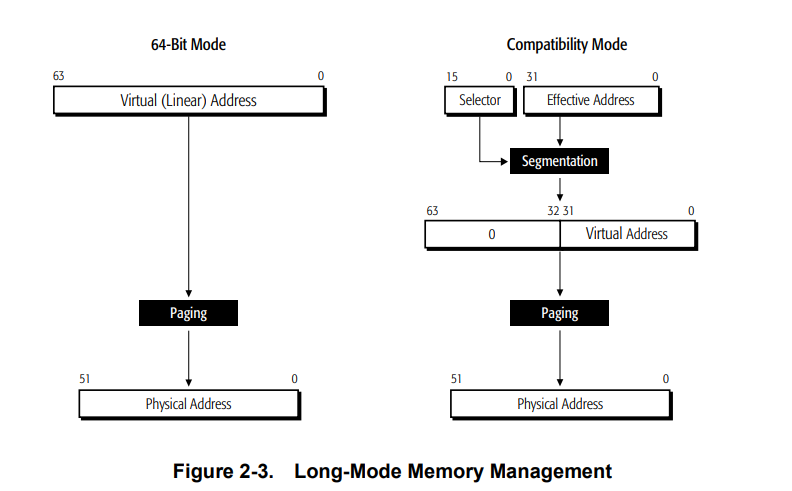 64-Bit Mode
63 0
Virtual (Linear) Address
Paging
51 0
Physical Address
Compatibility Mode
15 0 31 0
Selector Effective Address
Segmentation
63 32 31 0
0 Virtual Address
Paging
51 0
Physical Address
Figure 2-3. Long-Mode Memory Management